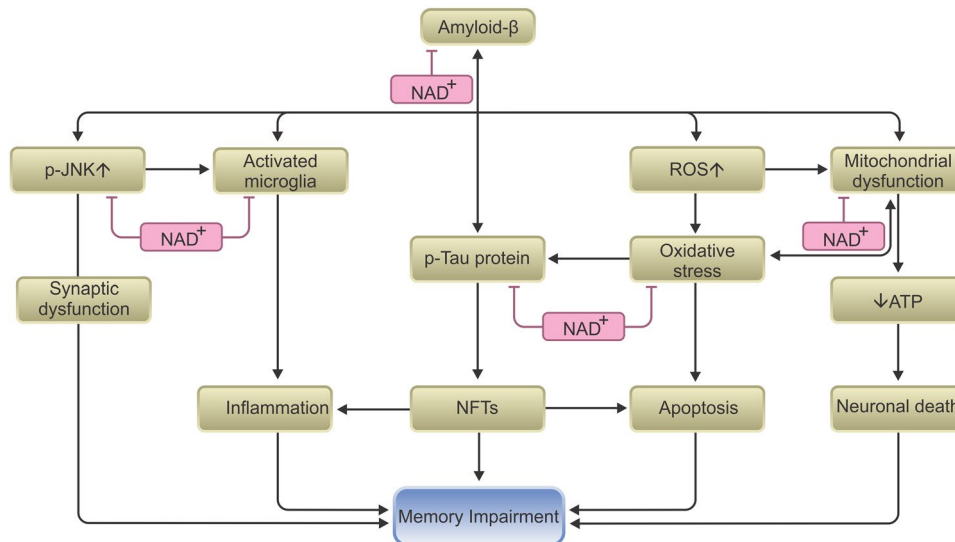 Amyloid-β
NAD+
p-JNK↑
Activated
microglia
ROS↑
Mitochondrial
dysfunction
NAD+
NAD+
p-Tau protein
Oxidative
stress
Synaptic
dysfunction
NAD+
↓ATP
Inflammation
NFTs
Apoptosis
Neuronal death
Memory Impairment